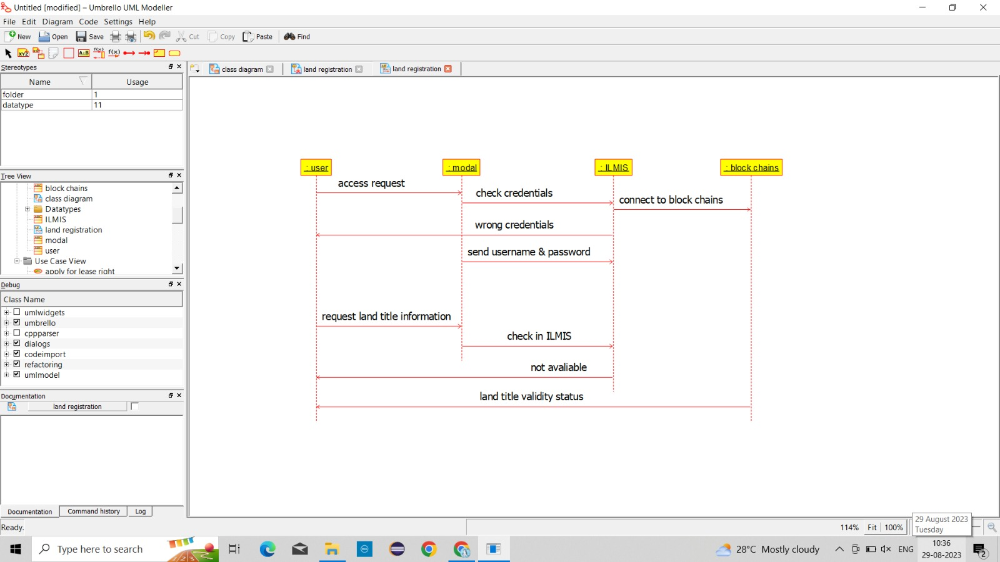 Untitled [modified] – Umbrello UML Modeller
File Edit Diagram Code Settings Help
New Open Save Cut Copy Paste Find
XYZ A⋮B f(x) f(x)
Stereotypes
Name Usage
folder 1
datatype 11
Tree View
block chains
class diagram
Datatypes
ILMIS
land registration
modal
user
Use Case View
apply for lease right
Debug
Class Name
umlwidgets
umbrello
cppparser
dialogs
codeimport
refactoring
umlmodel
Documentation
land registration
Documentation Command history Log
Ready.
class diagram land registration land registration
: user : modal : ILMIS : block chains
access request
check credentials
connect to block chains
wrong credentials
send username & password
request land title information
check in ILMIS
not avaliable
land title validity status
114% Fit 100%
29 August 2023
Tuesday
Type here to search
28°C Mostly cloudy
ENG
10:36
29-08-2023
2